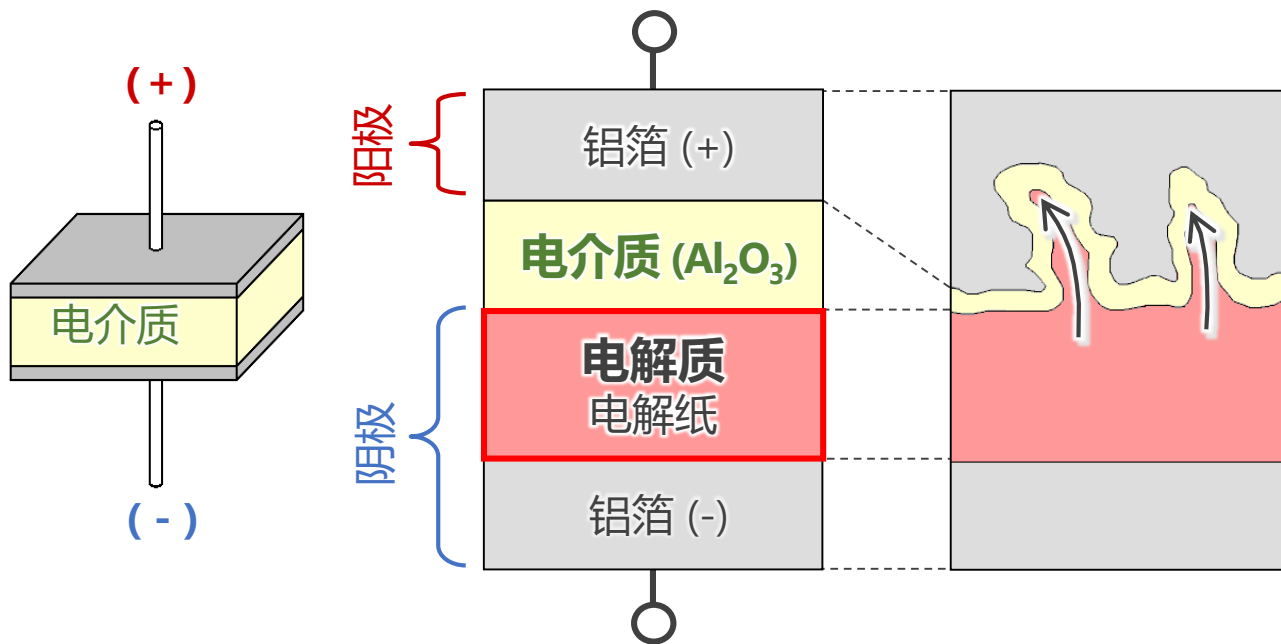 (+)
电介质
(-)
阳极
阴极
铝箔 (+)
电介质 (Al₂O₃)
电解质
电解纸
铝箔 (-)